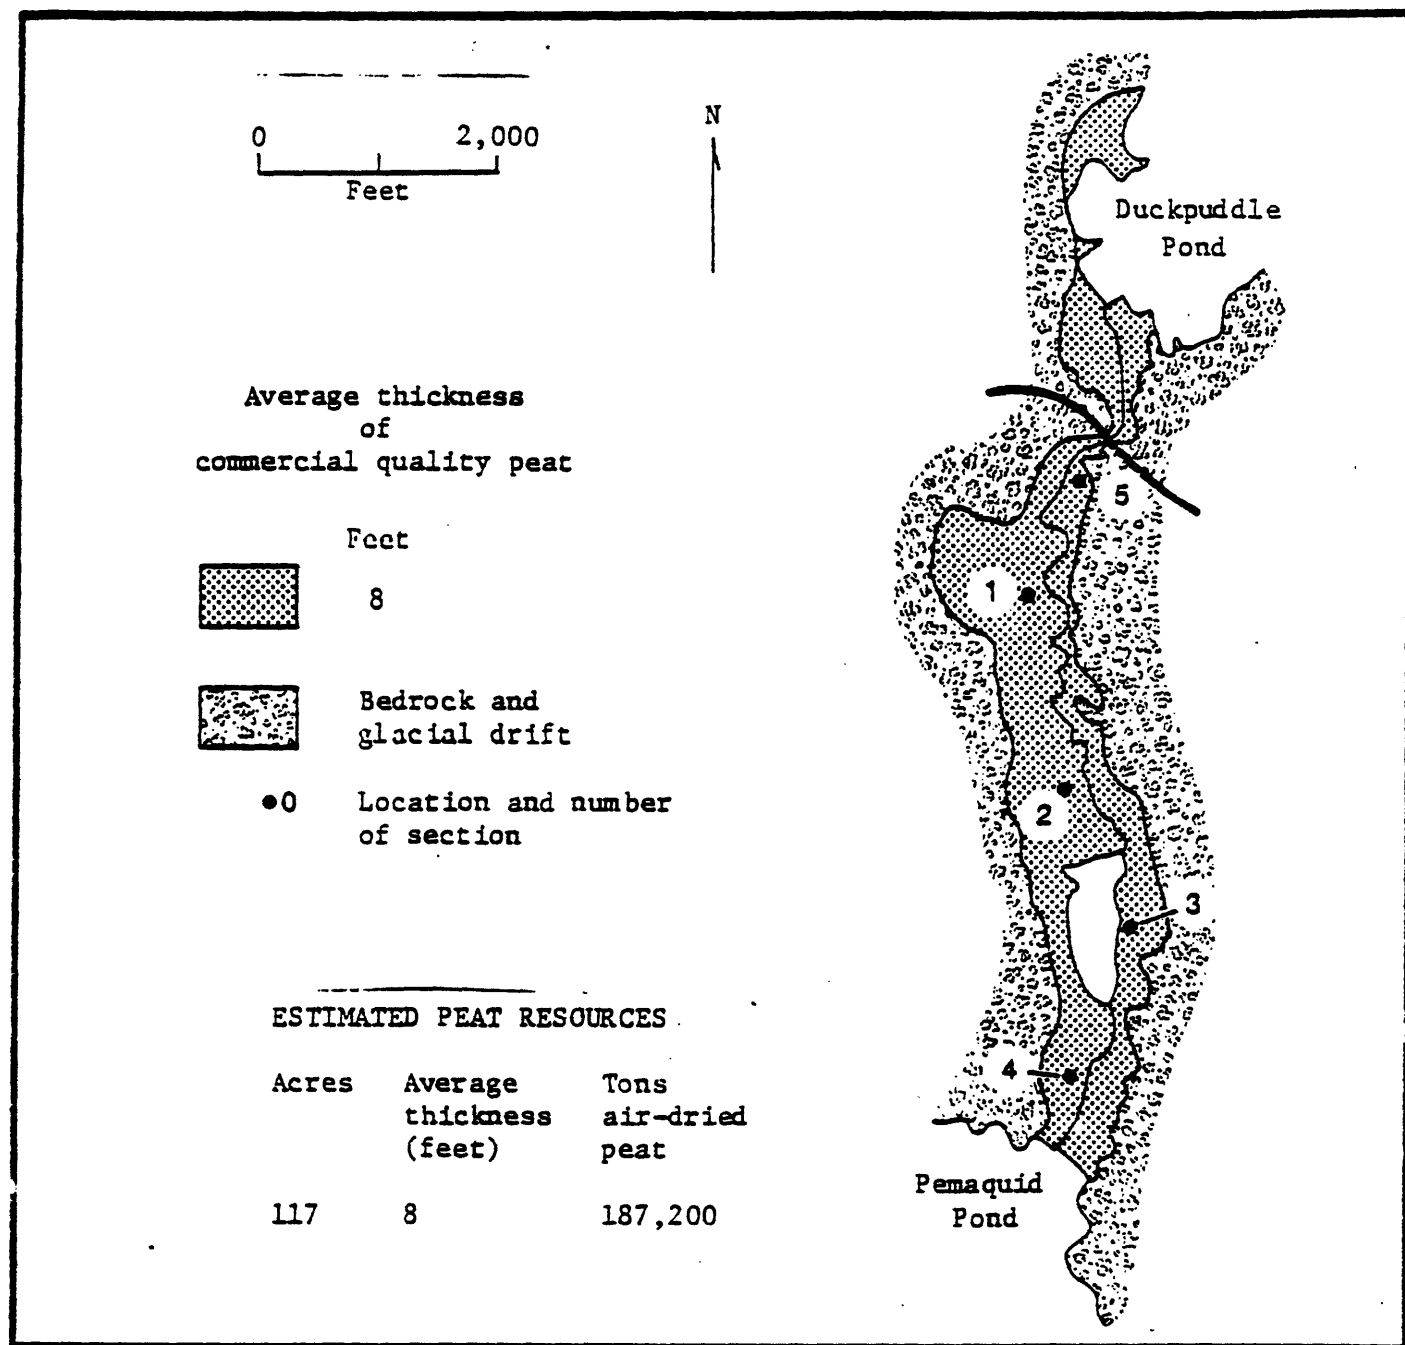 0 2,000
Feet
N
Duckpuddle
Pond
Average thickness
of
commercial quality peat
Feet
8
Bedrock and
glacial drift
0 Location and number
of section
5
1
2
3
4
ESTIMATED PEAT RESOURCES
Acres Average Tons
thickness air-dried
(feet) peat
117 8 187,200
Pemaquid
Pond